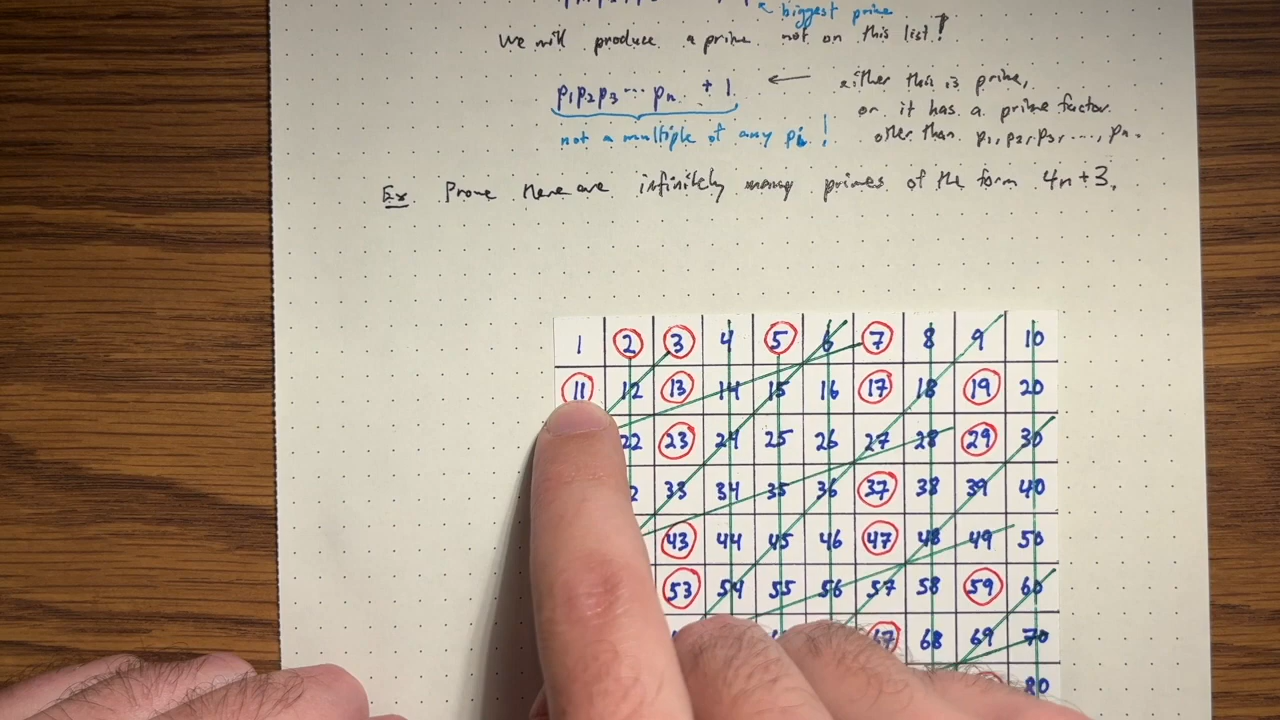 biggest prime
We will produce a prime not on this list!
p₁p₂p₃ ... pₙ + 1 ← either this is prime,
or it has a prime factor
not a multiple of any pᵢ! other than p₁, p₂, p₃, ..., pₙ.
Ex. Prove there are infinitely many primes of the form 4n+3.
1 2 3 4 5 6 7 8 9 10
11 12 13 14 15 16 17 18 19 20
22 23 24 25 26 27 28 29 30
33 34 35 36 37 38 39 40
43 44 45 46 47 48 49 50
53 54 55 56 57 58 59 60
67 68 69 70
80